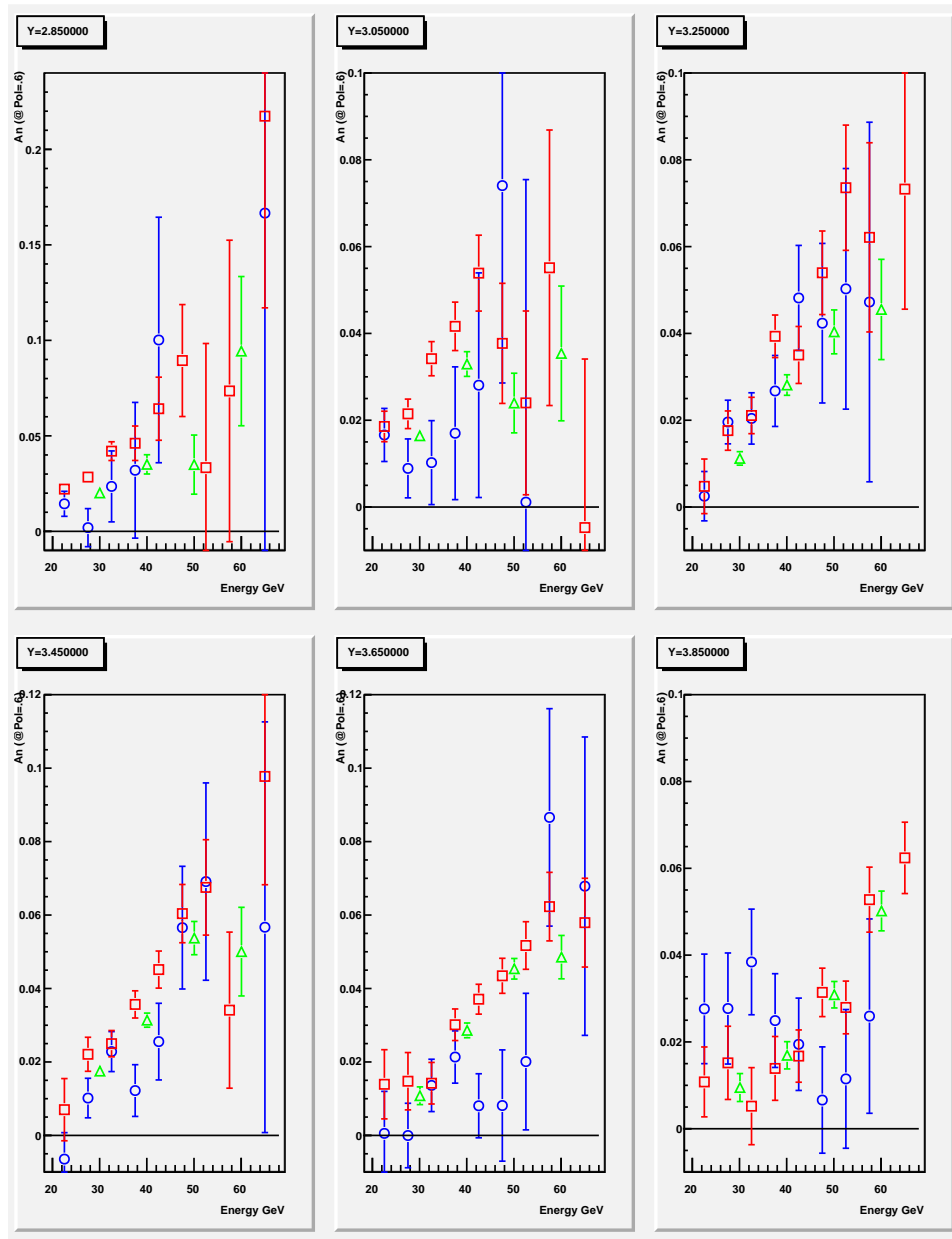 Y=2.850000
An (@Pol=.6)
0.2
0.15
0.1
0.05
0
20 30 40 50 60
Energy GeV
Y=3.050000
An (@Pol=.6)
0.1
0.08
0.06
0.04
0.02
0
20 30 40 50 60
Energy GeV
Y=3.250000
An (@Pol=.6)
0.1
0.08
0.06
0.04
0.02
0
20 30 40 50 60
Energy GeV
Y=3.450000
An (@Pol=.6)
0.12
0.1
0.08
0.06
0.04
0.02
0
20 30 40 50 60
Energy GeV
Y=3.650000
An (@Pol=.6)
0.12
0.1
0.08
0.06
0.04
0.02
0
20 30 40 50 60
Energy GeV
Y=3.850000
An (@Pol=.6)
0.1
0.08
0.06
0.04
0.02
0
20 30 40 50 60
Energy GeV